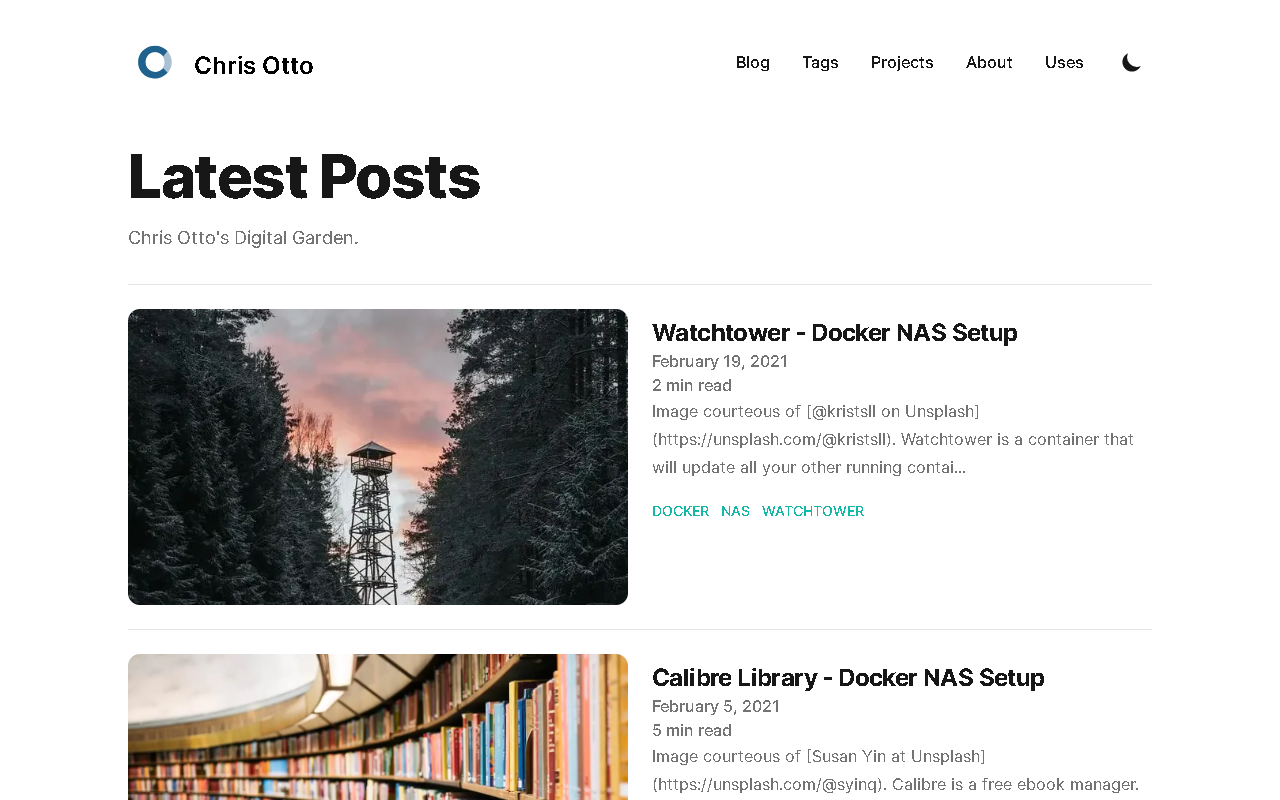 Chris Otto
Blog
Tags
Projects
About
Uses
Latest Posts
Chris Otto's Digital Garden.
Watchtower - Docker NAS Setup
February 19, 2021
2 min read
Image courteous of [@kristsll on Unsplash]
(https://unsplash.com/@kristsll). Watchtower is a container that
will update all your other running contai...
DOCKER NAS WATCHTOWER
Calibre Library - Docker NAS Setup
February 5, 2021
5 min read
Image courteous of [Susan Yin at Unsplash]
(https://unsplash.com/@syinq). Calibre is a free ebook manager.